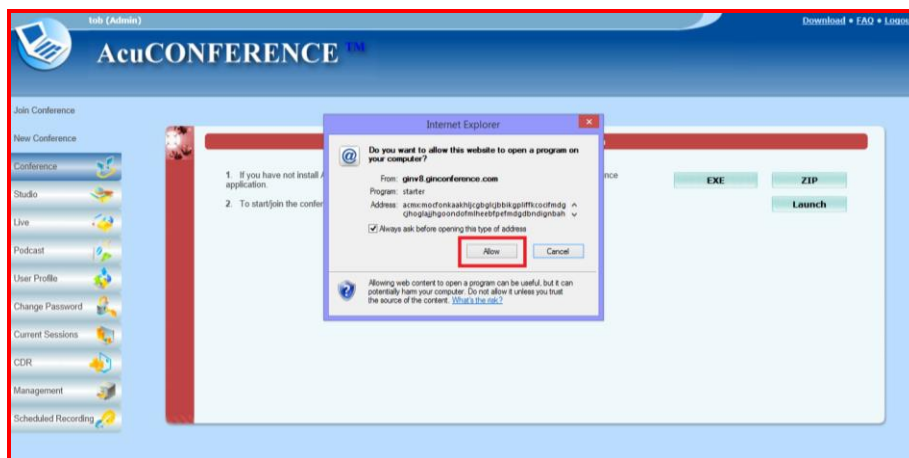 tob (Admin)
Download • FAQ • Logos
AcuCONFERENCE TM
Join Conference
New Conference
Conference
Studio
Live
Podcast
User Profile
Change Password
Current Sessions
CDR
Management
Scheduled Recording
1. If you have not install
application.
2. To start/join the confer
nce
EXE
ZIP
Launch
Internet Explorer
Do you want to allow this website to open a program on
your computer?
From: ginv8.ginconference.com
Program: starter
Address:
Always ask before opening this type of address
Allow
Cancel
Allowing web content to open a program can be useful, but it can
potentially harm your computer. Do not allow it unless you trust
the source of the content. What's the risk?